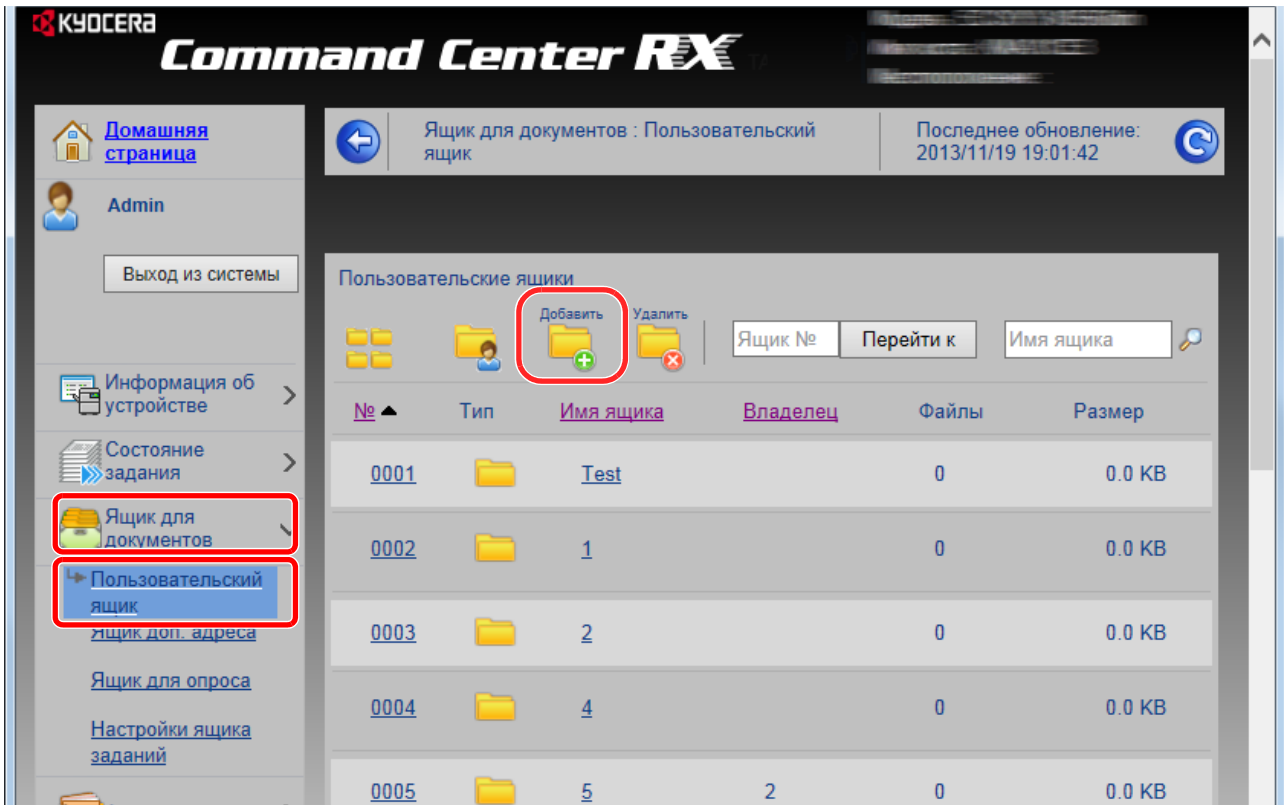 KYOCERA
Command Center RX
Домашняя
страница
Admin
Выход из системы
Информация об
устройстве
Состояние
задания
Ящик для
документов
Пользовательский
ящик
Ящик доп. адреса
Ящик для опроса
Настройки ящика
заданий
Ящик для документов : Пользовательский
ящик
Последнее обновление:
2013/11/19 19:01:42
Пользовательские ящики
Добавить Удалить
Ящик № Перейти к Имя ящика
№ Тип Имя ящика Владелец Файлы Размер
0001 Test 0 0.0 KB
0002 1 0 0.0 KB
0003 2 0 0.0 KB
0004 4 0 0.0 KB
0005 5 2 0 0.0 KB